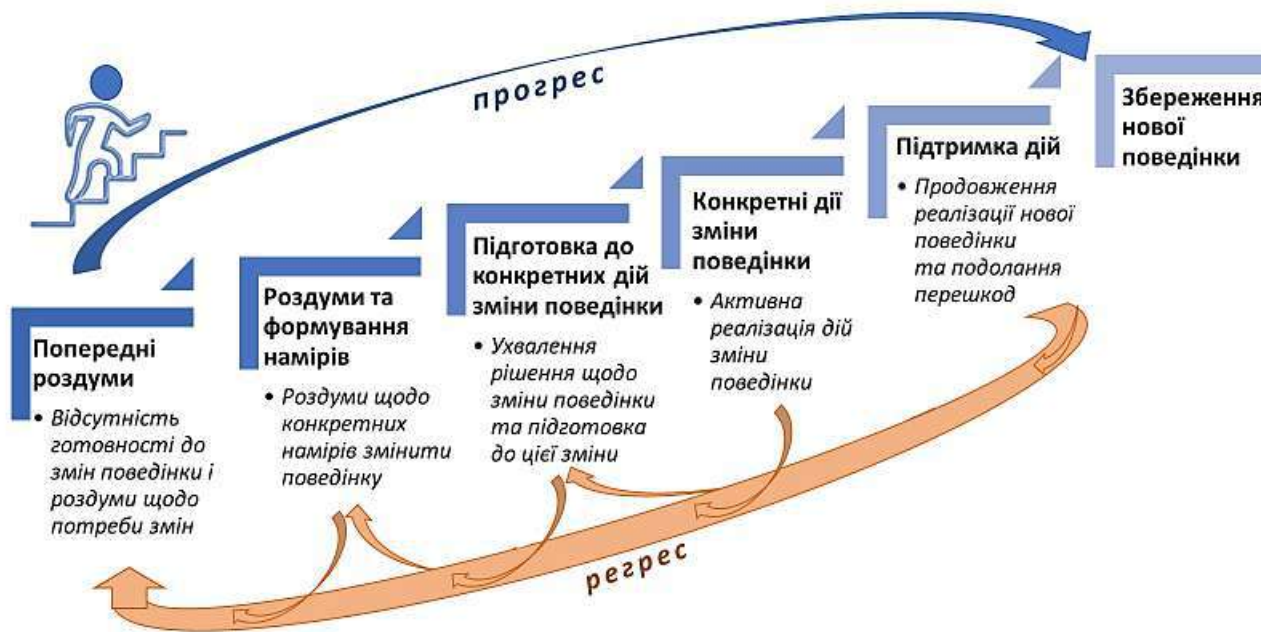 прогрес
Попередні
роздуми
• Відсутність
готовності до
змін поведінки і
роздуми щодо
потреби змін
Роздуми та
формування
намірів
• Роздуми щодо
конкретних
намірів змінити
поведінку
Підготовка до
конкретних дій
зміни поведінки
• Ухвалення
рішення щодо
зміни поведінки
та підготовка
до цієї зміни
Конкретні дії
зміни
поведінки
• Активна
реалізація дій
зміни
поведінки
Підтримка дій
• Продовження
реалізації нової
поведінки
та подолання
перешкод
Збереження
нової
поведінки
регрес